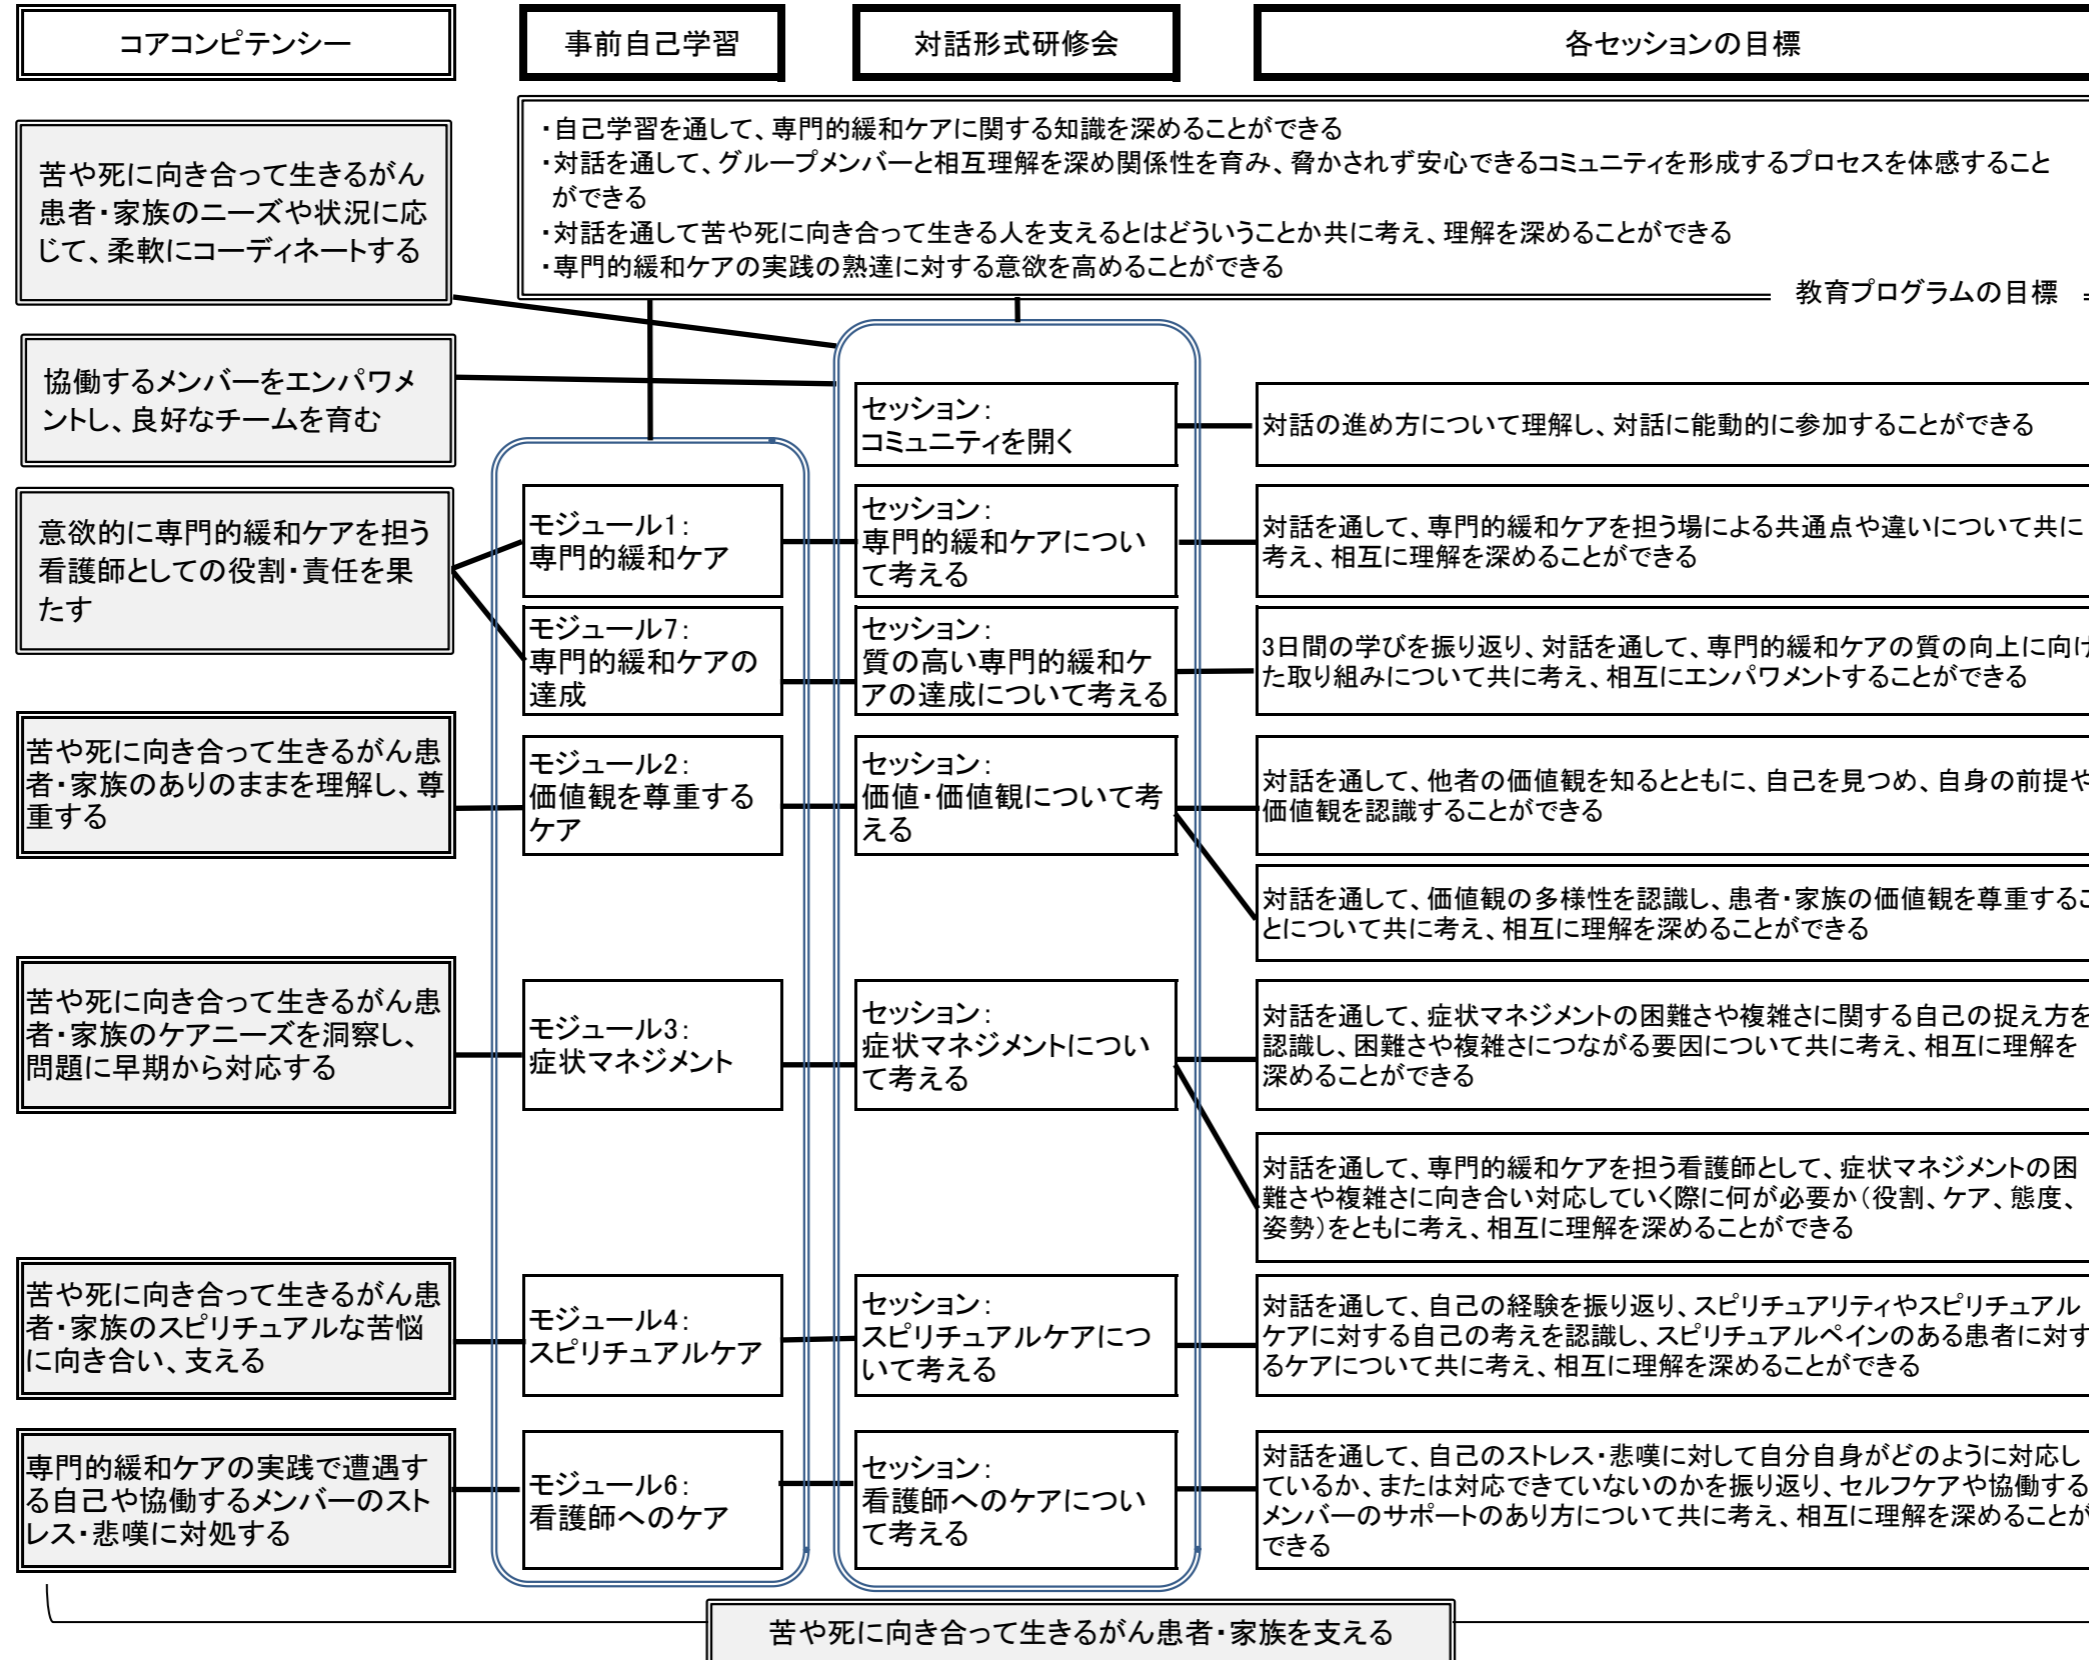 コアコンピテンシー
事前自己学習
対話形式研修会
各セッションの目標
・自己学習を通して、専門的緩和ケアに関する知識を深めることができる
・対話を通して、グループメンバーと相互理解を深め関係性を育み、脅かされず安心できるコミュニティを形成するプロセスを体感すること
ができる
・対話を通して苦や死に向き合って生きる人を支えるとはどういうことか共に考え、理解を深めることができる
・専門的緩和ケアの実践の熟達に対する意欲を高めることができる
教育プログラムの目標
苦や死に向き合って生きるがん
患者・家族のニーズや状況に応
じて、柔軟にコーディネートする
協働するメンバーをエンパワメ
ントし、良好なチームを育む
セッション：
コミュニティを開く
対話の進め方について理解し、対話に能動的に参加することができる
意欲的に専門的緩和ケアを担う
看護師としての役割・責任を果
たす
モジュール1：
専門的緩和ケア
セッション：
専門的緩和ケアについ
て考える
対話を通して、専門的緩和ケアを担う場による共通点や違いについて共に
考え、相互に理解を深めることができる
モジュール7：
専門的緩和ケアの
達成
セッション：
質の高い専門的緩和ケ
アの達成について考える
3日間の学びを振り返り、対話を通して、専門的緩和ケアの質の向上に向け
た取り組みについて共に考え、相互にエンパワメントすることができる
苦や死に向き合って生きるがん患
者・家族のありのままを理解し、尊
重する
モジュール2：
価値観を尊重する
ケア
セッション：
価値・価値観について考
える
対話を通して、他者の価値観を知るとともに、自己を見つめ、自身の前提や
価値観を認識することができる
対話を通して、価値観の多様性を認識し、患者・家族の価値観を尊重するこ
とについて共に考え、相互に理解を深めることができる
苦や死に向き合って生きるがん患
者・家族のケアニーズを洞察し、
問題に早期から対応する
モジュール3：
症状マネジメント
セッション：
症状マネジメントについ
て考える
対話を通して、症状マネジメントの困難さや複雑さに関する自己の捉え方を
認識し、困難さや複雑さにつながる要因について共に考え、相互に理解を
深めることができる
対話を通して、専門的緩和ケアを担う看護師として、症状マネジメントの困
難さや複雑さに向き合い対応していく際に何が必要か（役割、ケア、態度、
姿勢）をともに考え、相互に理解を深めることができる
苦や死に向き合って生きるがん患
者・家族のスピリチュアルな苦悩
に向き合い、支える
モジュール4：
スピリチュアルケア
セッション：
スピリチュアルケアにつ
いて考える
対話を通して、自己の経験を振り返り、スピリチュアリティやスピリチュアル
ケアに対する自己の考えを認識し、スピリチュアルペインのある患者に対す
るケアについて共に考え、相互に理解を深めることができる
専門的緩和ケアの実践で遭遇す
る自己や協働するメンバーのスト
レス・悲嘆に対処する
モジュール6：
看護師へのケア
セッション：
看護師へのケアについ
て考える
対話を通して、自己のストレス・悲嘆に対して自分自身がどのように対応し
ているか、または対応できていないのかを振り返り、セルフケアや協働する
メンバーのサポートのあり方について共に考え、相互に理解を深めることが
できる
苦や死に向き合って生きるがん患者・家族を支える